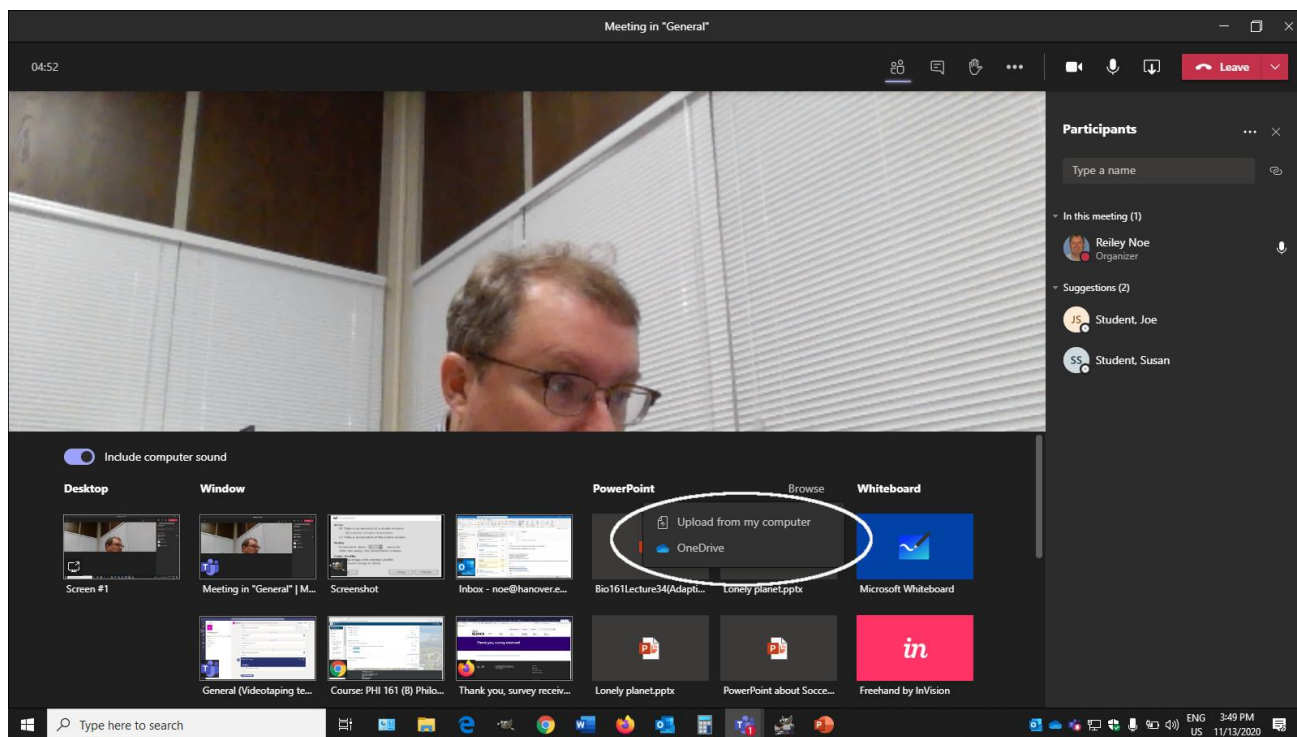 Meeting in "General"
04:52
Leave
Participants
Type a name
In this meeting (1)
Reiley Noe
Organizer
Suggestions (2)
JS
Student, Joe
SS
Student, Susan
Include computer sound
Desktop
Window
PowerPoint
Browse
Whiteboard
Upload from my computer
OneDrive
Screen #1
Meeting in "General" | M...
Screenshot
Inbox - noe@hanover.e...
Bio161Lecture34(Adapti...
Lonely planet.pptx
Microsoft Whiteboard
in
General (Videotaping te...
Course: PHI 161 (B) Philo...
Thank you, survey receiv...
Lonely planet.pptx
PowerPoint about Socce...
Freehand by InVision
Type here to search
ENG
US
3:49 PM
11/13/2020